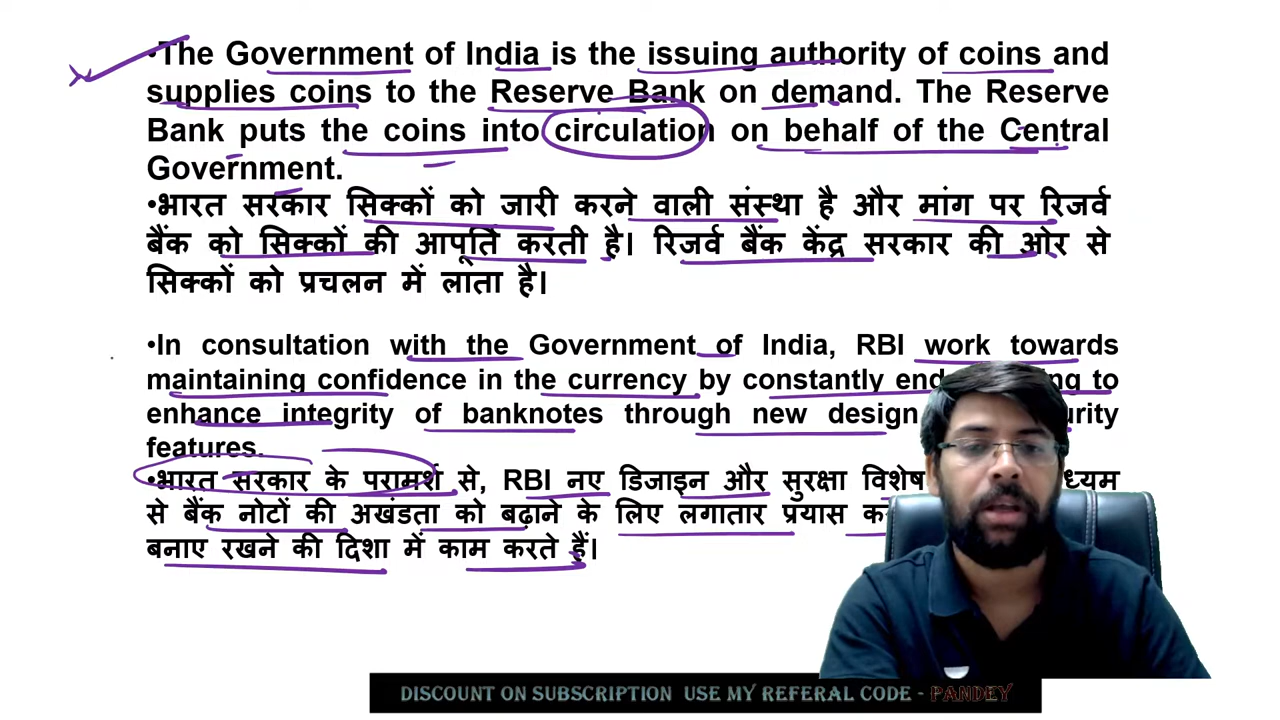 •The Government of India is the issuing authority of coins and
supplies coins to the Reserve Bank on demand. The Reserve
Bank puts the coins into circulation on behalf of the Central
Government.
•भारत सरकार सिक्कों को जारी करने वाली संस्था है और मांग पर रिजर्व
बैंक को सिक्कों की आपूर्ति करती है। रिजर्व बैंक केंद्र सरकार की ओर से
सिक्कों को प्रचलन में लाता है।
•In consultation with the Government of India, RBI work towards
maintaining confidence in the currency by constantly to
enhance integrity of banknotes through new design
features.
•भारत सरकार के परामर्श से, RBI नए डिजाइन और सुरक्षा
से बैंक नोटों की अखंडता को बढ़ाने के लिए लगातार प्रयास
बनाए रखने की दिशा में काम करते हैं।
DISCOUNT ON SUBSCRIPTION USE MY REFERAL CODE - PANDEY